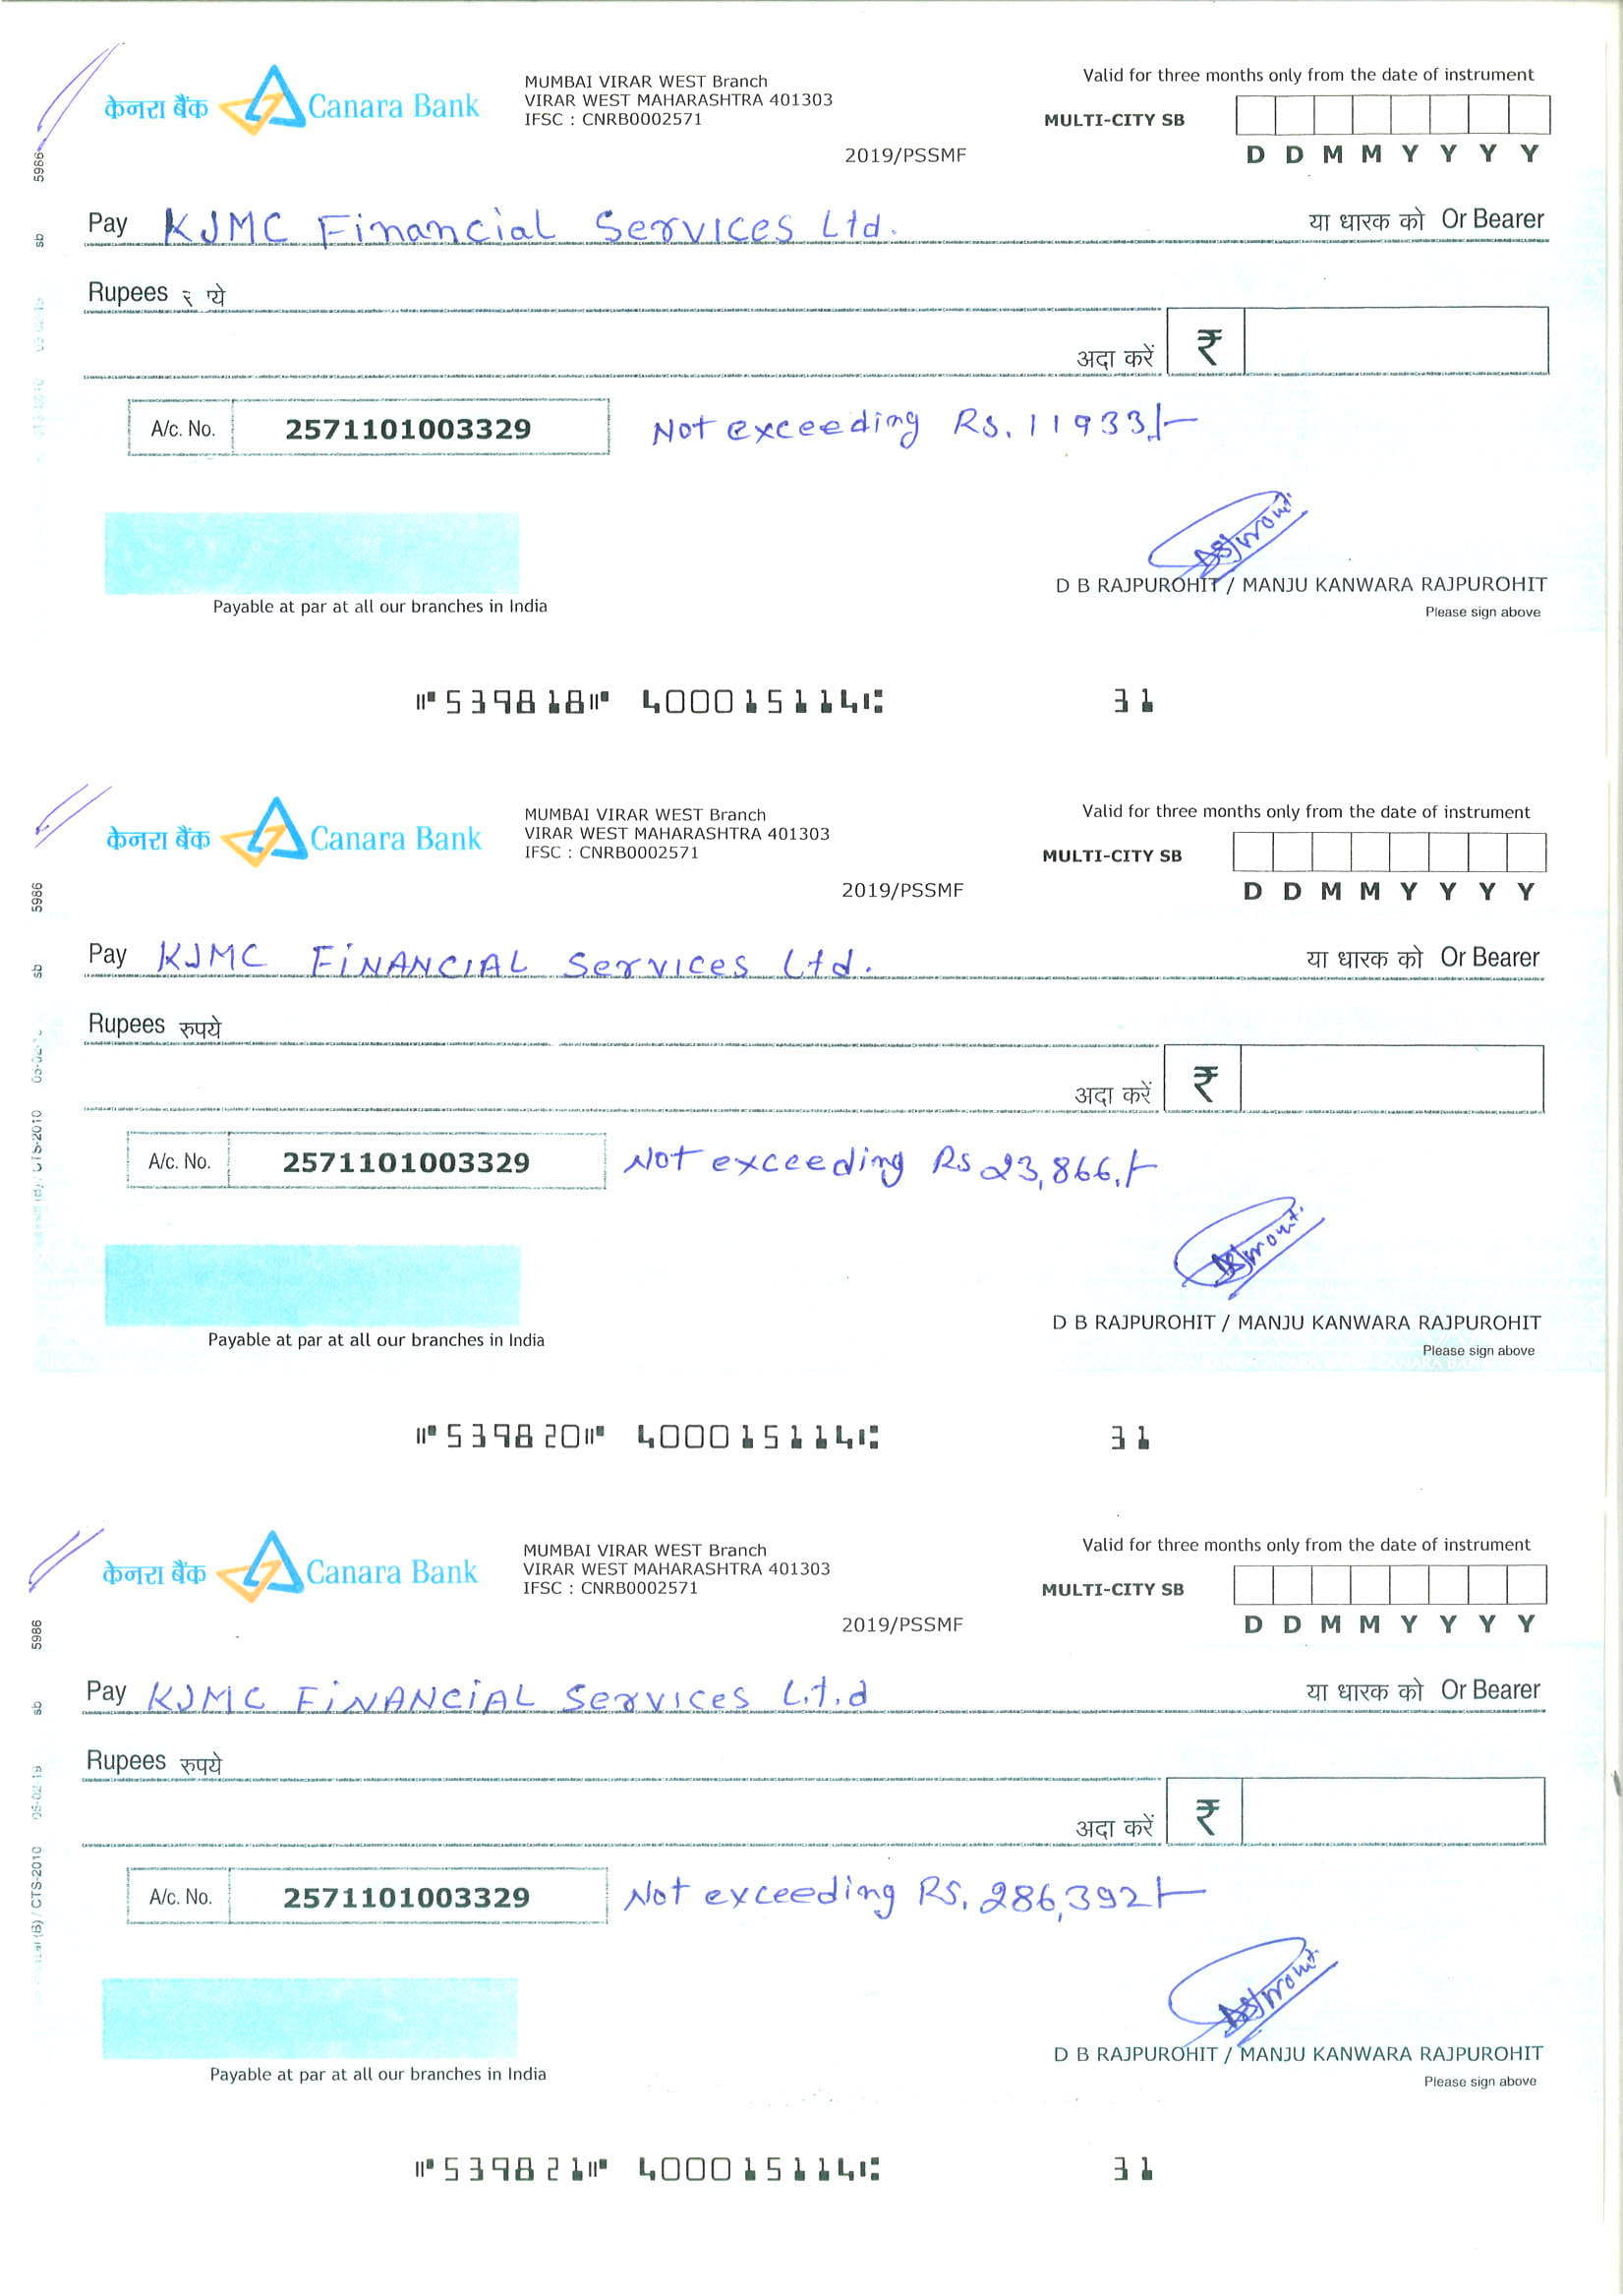 केनरा बैंक Canara Bank
MUMBAI VIRAR WEST Branch
VIRAR WEST MAHARASHTRA 401303
IFSC : CNRB0002571
Valid for three months only from the date of instrument
MULTI-CITY SB
2019/PSSMF
D D M M Y Y Y Y
5986
sb
Pay KJMC Financial Services Ltd. या धारक को Or Bearer
Rupees
अदा करें ₹
A/c. No. 2571101003329 Not exceeding Rs. 11933/-
D B RAJPUROHIT / MANJU KANWARA RAJPUROHIT
Payable at par at all our branches in India
Please sign above
539818 400015114 31
केनरा बैंक Canara Bank
MUMBAI VIRAR WEST Branch
VIRAR WEST MAHARASHTRA 401303
IFSC : CNRB0002571
Valid for three months only from the date of instrument
MULTI-CITY SB
2019/PSSMF
D D M M Y Y Y Y
5986
sb
Pay KJMC FINANCIAL Services Ltd. या धारक को Or Bearer
Rupees रुपये
अदा करें ₹
CTS-2010
A/c. No. 2571101003329 Not exceeding Rs 23,866./-
D B RAJPUROHIT / MANJU KANWARA RAJPUROHIT
Payable at par at all our branches in India
Please sign above
539820 400015114 31
केनरा बैंक Canara Bank
MUMBAI VIRAR WEST Branch
VIRAR WEST MAHARASHTRA 401303
IFSC : CNRB0002571
Valid for three months only from the date of instrument
MULTI-CITY SB
2019/PSSMF
D D M M Y Y Y Y
5986
sb
Pay KJMC FINANCIAL Services L.t.d या धारक को Or Bearer
Rupees रुपये
अदा करें ₹
CTS-2010
A/c. No. 2571101003329 Not exceeding Rs. 286,392/-
D B RAJPUROHIT / MANJU KANWARA RAJPUROHIT
Payable at par at all our branches in India
Please sign above
539821 400015114 31